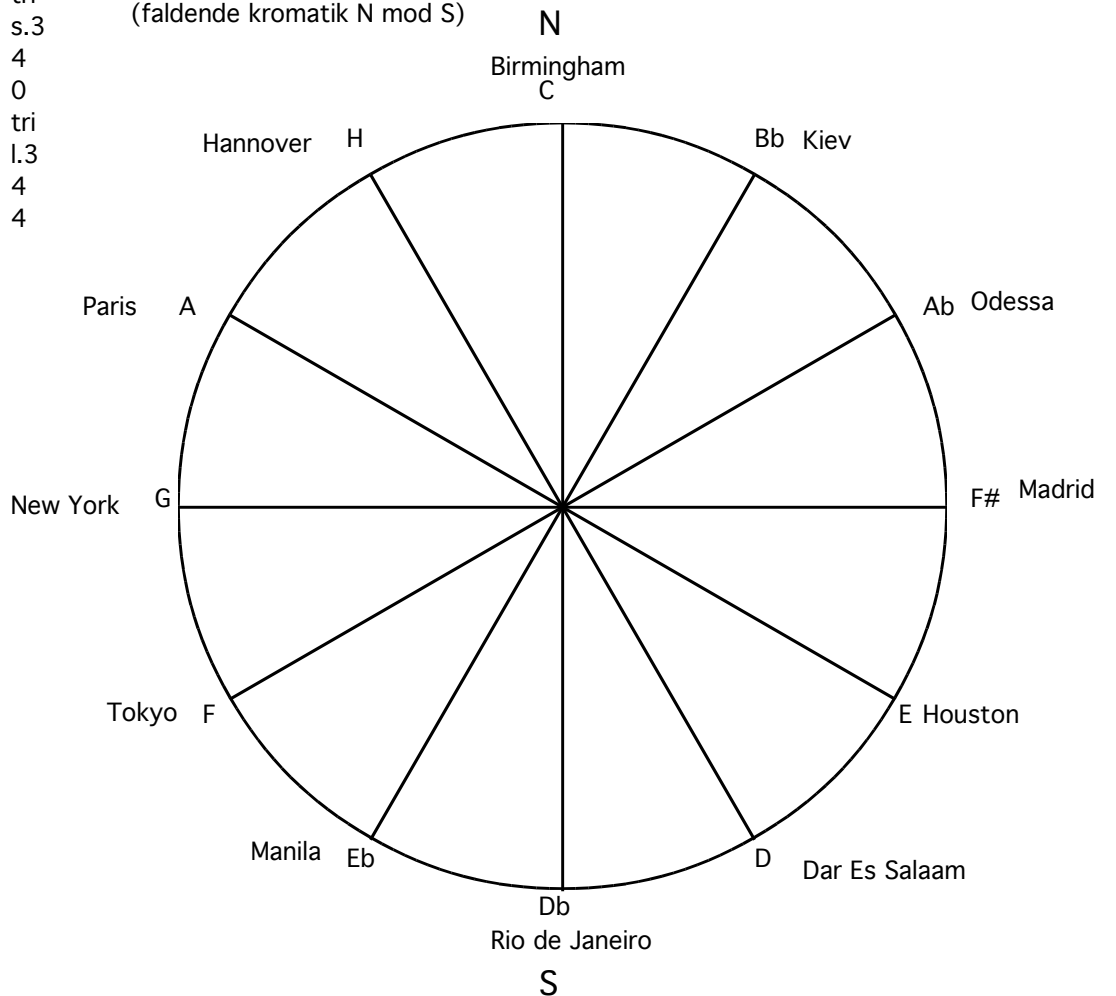 (faldende kromatik N mod S)
s.3
4
0
tri
l.3
4
4
N
Birmingham
C
Hannover H
Bb Kiev
Paris A
Ab Odessa
New York G
F# Madrid
Tokyo F
E Houston
Manila Eb
D Dar Es Salaam
Db
Rio de Janeiro
S